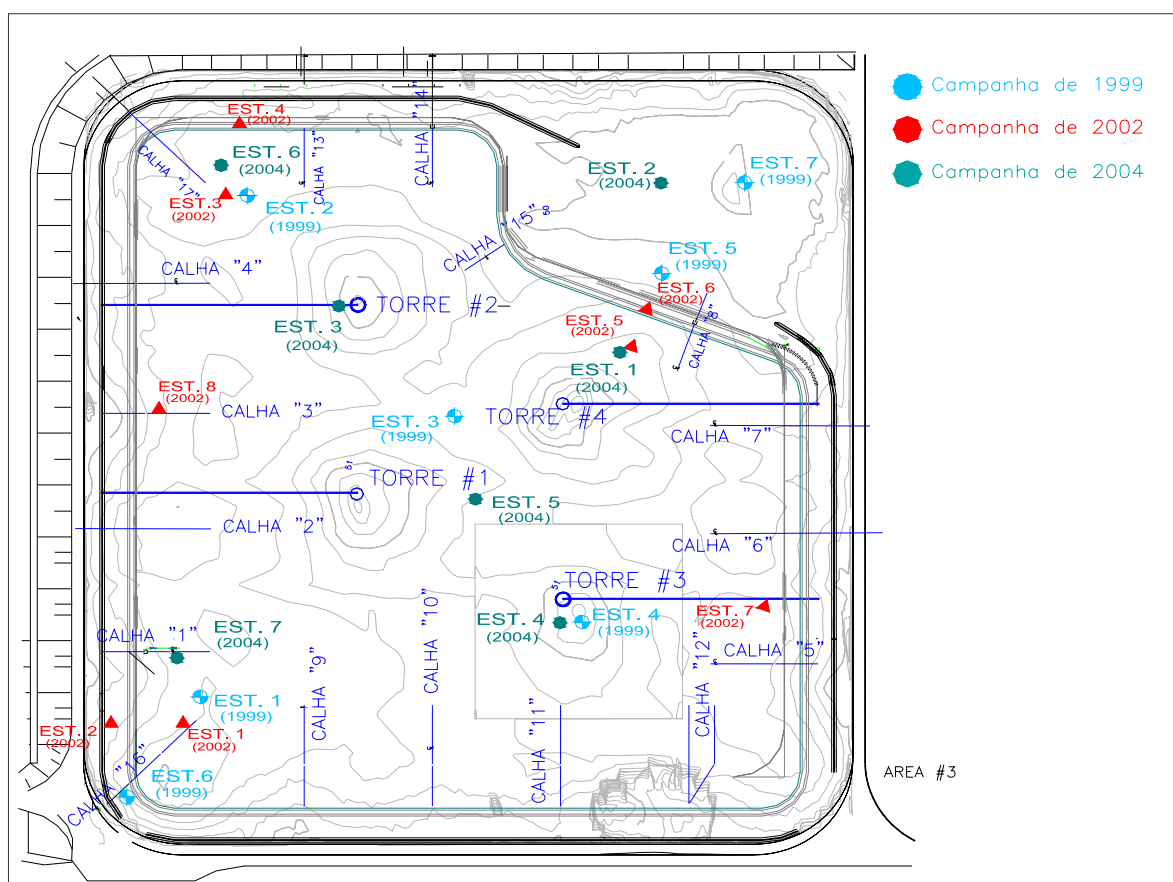 Campanha de 1999
Campanha de 2002
Campanha de 2004
EST. 4
(2002)
CALHA "14"
CALHA "13"
EST. 6
(2004)
CALHA "17"
EST.3
(2002)
EST. 2
(1999)
EST. 2
(2004)
EST. 7
(1999)
CALHA "15"
50
EST. 5
(1999)
CALHA "4"
EST. 6
(2002)
TORRE #2
EST. 3
(2004)
EST. 5
(2002)
CALHA "8"
EST. 1
(2004)
EST. 8
(2002)
CALHA "3"
EST. 3
(1999)
TORRE #4
CALHA "7"
51
TORRE #1
EST. 5
(2004)
CALHA "2"
CALHA "6"
51
TORRE #3
CALHA "10"
EST. 4
(2004)
EST. 4
(1999)
EST. 7
(2002)
CALHA "1"
EST. 7
(2004)
CALHA "9"
CALHA "12"
CALHA "5"
EST. 1
(1999)
EST. 2
(2002)
EST. 1
(2002)
CALHA "11"
CALHA "16"
EST.6
(1999)
AREA #3